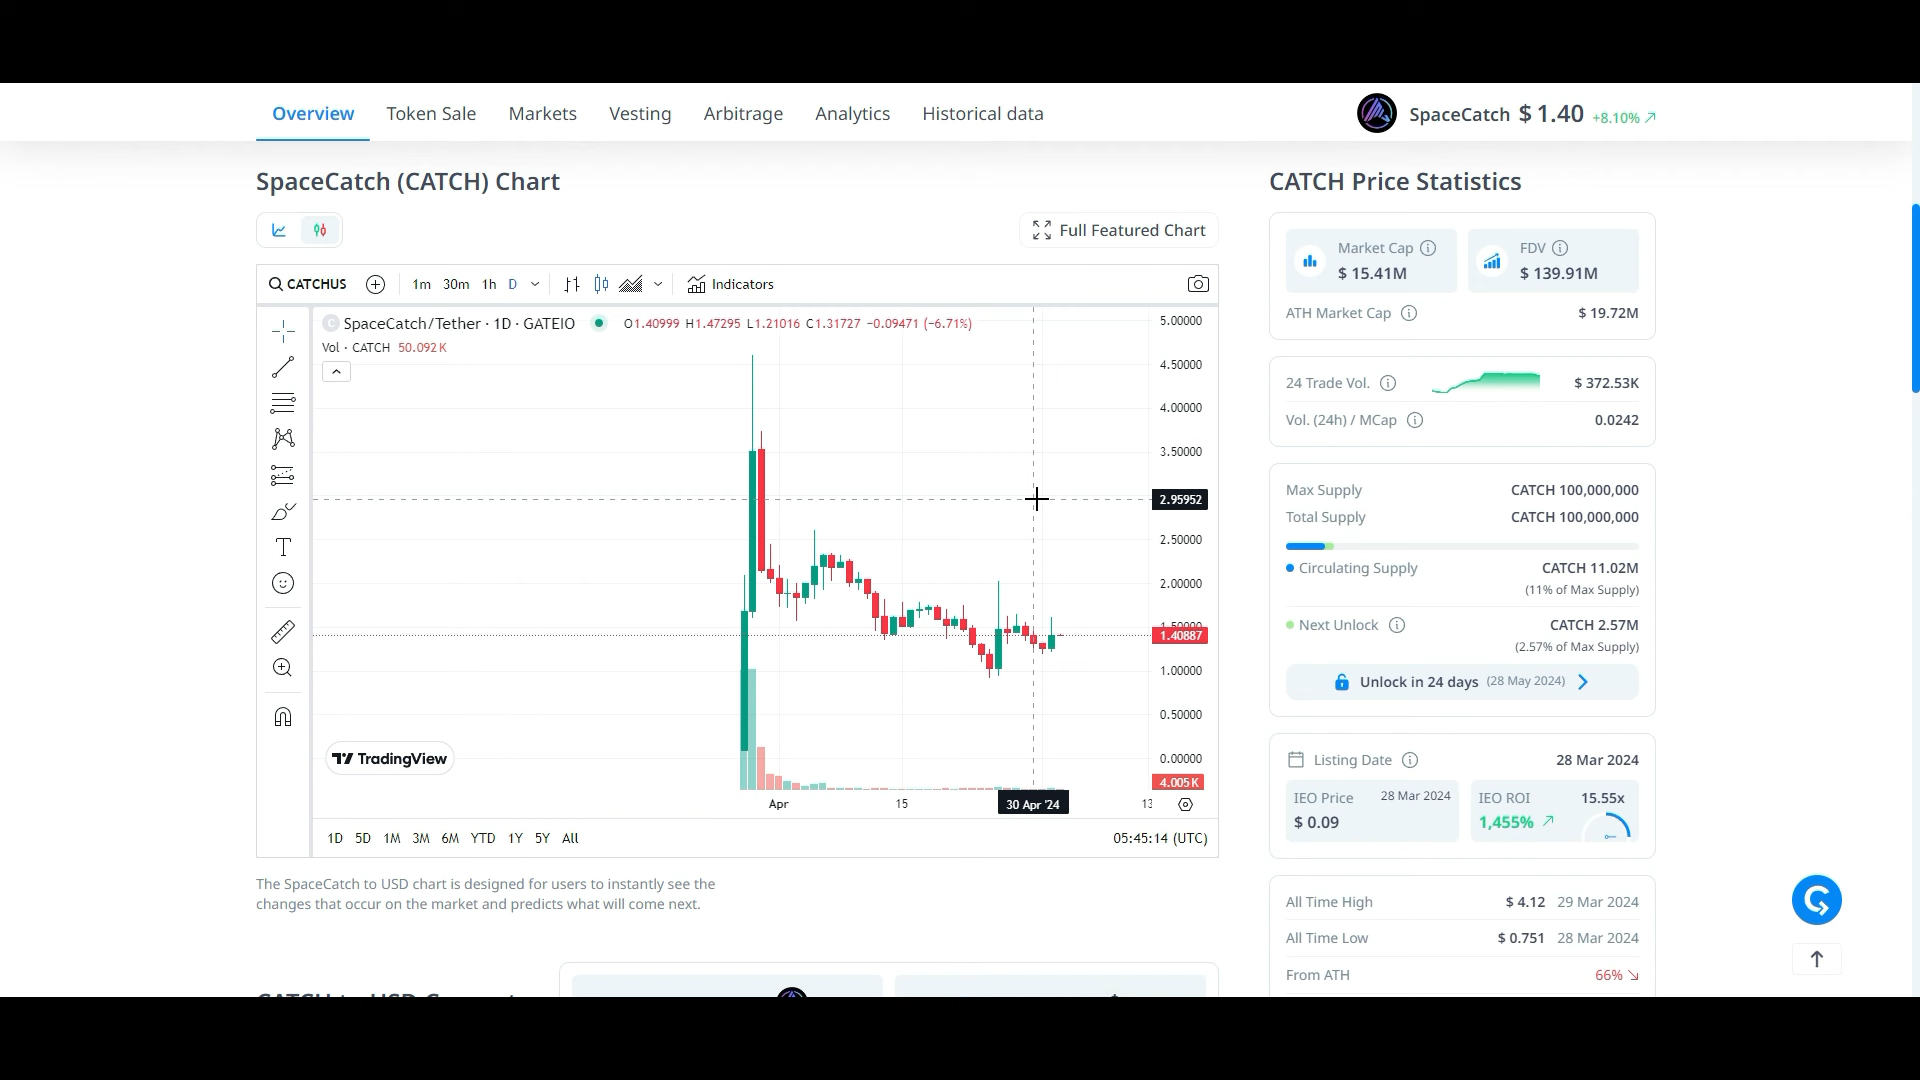 Overview Token Sale Markets Vesting Arbitrage Analytics Historical data SpaceCatch $ 1.40 +8.10%
SpaceCatch (CATCH) Chart
Full Featured Chart
CATCHUS 1m 30m 1h D Indicators
SpaceCatch/Tether · 1D · GATEIO O1.40999 H1.47295 L1.21016 C1.31727 −0.09471 (−6.71%)
Vol · CATCH 50.092K
5.00000
4.50000
4.00000
3.50000
2.95952
2.50000
2.00000
1.50000
1.40887
1.00000
0.50000
0.00000
4.005K
TradingView
Apr 15 30 Apr '24 13
1D 5D 1M 3M 6M YTD 1Y 5Y All 05:45:14 (UTC)
The SpaceCatch to USD chart is designed for users to instantly see the
changes that occur on the market and predicts what will come next.
CATCH Price Statistics
Market Cap
$ 15.41M
FDV
$ 139.91M
ATH Market Cap $ 19.72M
24 Trade Vol. $ 372.53K
Vol. (24h) / MCap 0.0242
Max Supply CATCH 100,000,000
Total Supply CATCH 100,000,000
Circulating Supply CATCH 11.02M
(11% of Max Supply)
Next Unlock CATCH 2.57M
(2.57% of Max Supply)
Unlock in 24 days (28 May 2024)
Listing Date 28 Mar 2024
IEO Price 28 Mar 2024
$ 0.09
IEO ROI 15.55x
1,455%
All Time High $ 4.12 29 Mar 2024
All Time Low $ 0.751 28 Mar 2024
From ATH 66%